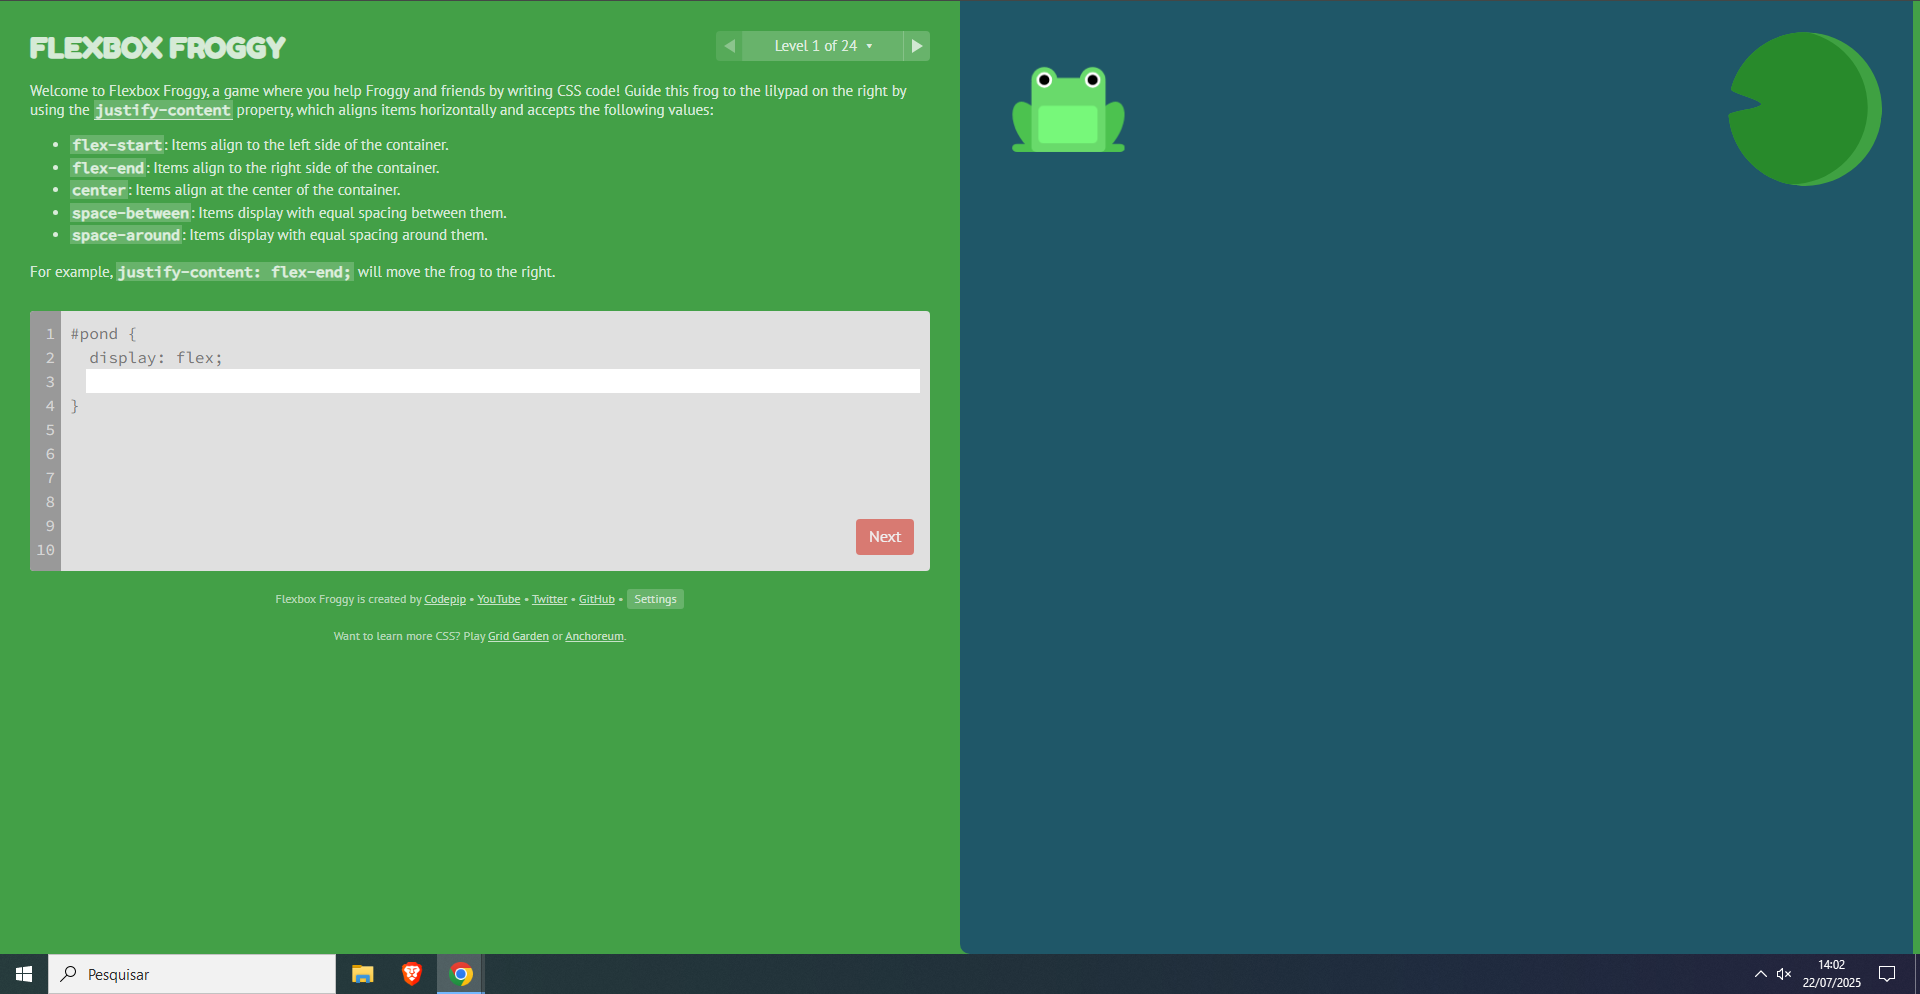 FLEXBOX FROGGY
Level 1 of 24
Welcome to Flexbox Froggy, a game where you help Froggy and friends by writing CSS code! Guide this frog to the lilypad on the right by
using the justify-content property, which aligns items horizontally and accepts the following values:
• flex-start: Items align to the left side of the container.
• flex-end: Items align to the right side of the container.
• center: Items align at the center of the container.
• space-between: Items display with equal spacing between them.
• space-around: Items display with equal spacing around them.
For example, justify-content: flex-end; will move the frog to the right.
1 #pond {
2 display: flex;
3
4 }
5
6
7
8
9
10
Next
Flexbox Froggy is created by Codepip • YouTube • Twitter • GitHub • Settings
Want to learn more CSS? Play Grid Garden or Anchoreum.
Pesquisar
14:02
22/07/2025